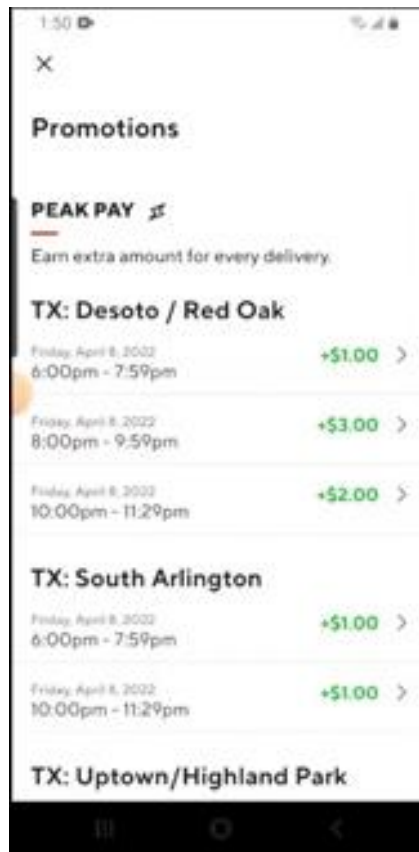 1:50
Promotions
PEAK PAY
Earn extra amount for every delivery.
TX: Desoto / Red Oak
Friday, April 8, 2022
+$1.00
6:00pm - 7:59pm
Friday, April 8, 2022
+$3.00
8:00pm - 9:59pm
Friday, April 8, 2022
+$2.00
10:00pm - 11:29pm
TX: South Arlington
Friday, April 8, 2022
+$1.00
6:00pm - 7:59pm
Friday, April 8, 2022
+$1.00
10:00pm - 11:29pm
TX: Uptown/Highland Park